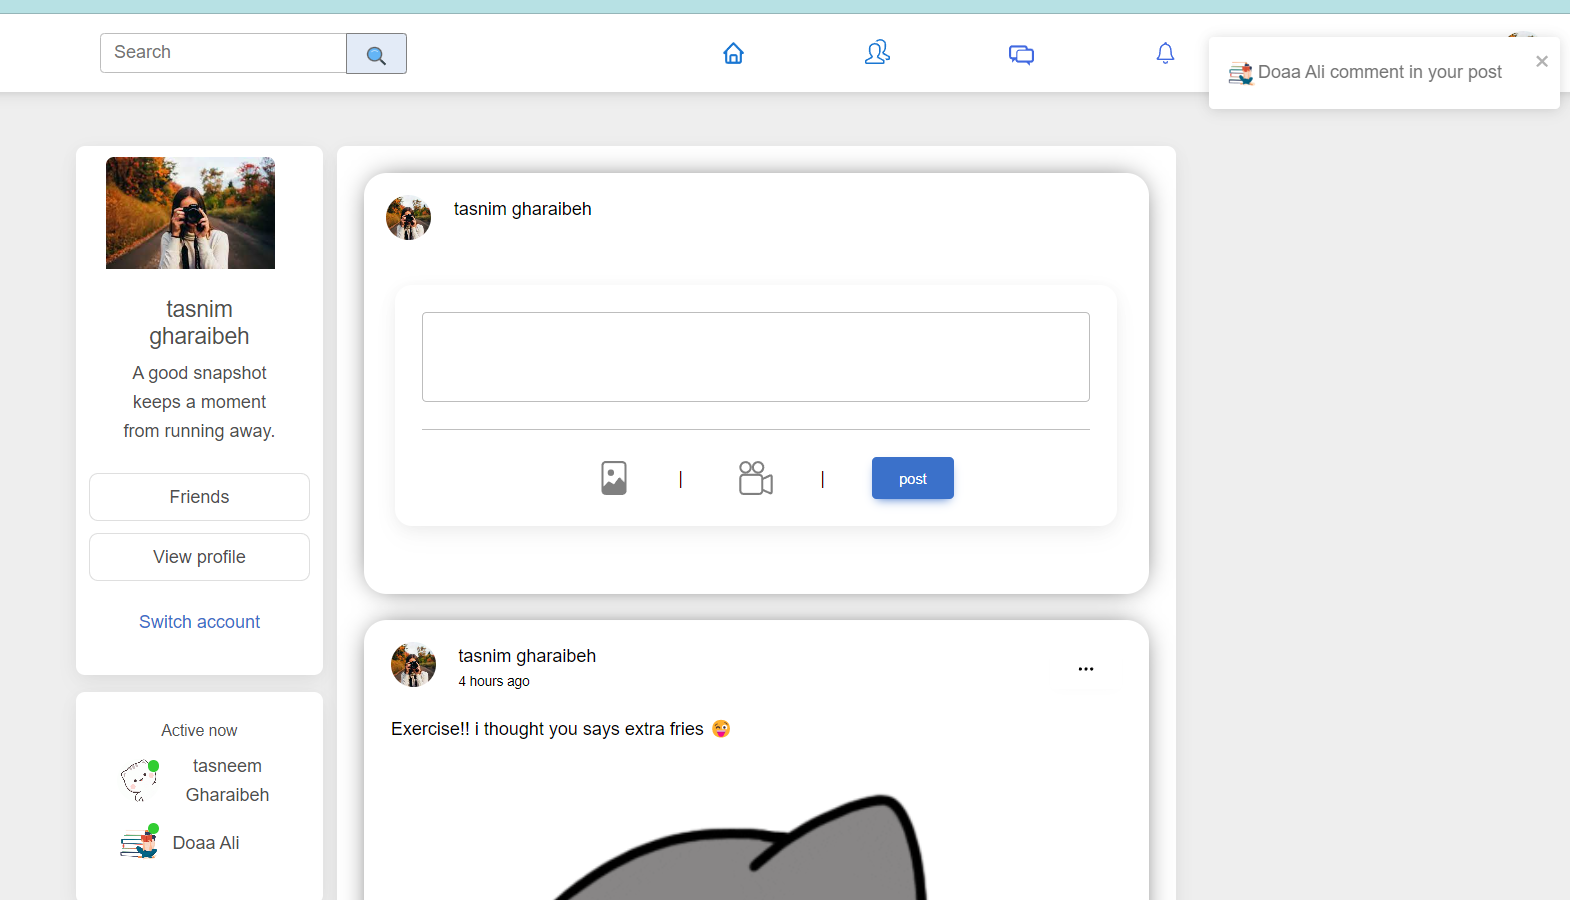 Search
Doaa Ali comment in your post
tasnim
gharaibeh
A good snapshot
keeps a moment
from running away.
Friends
View profile
Switch account
Active now
tasneem
Gharaibeh
Doaa Ali
tasnim gharaibeh
post
tasnim gharaibeh
4 hours ago
Exercise!! i thought you says extra fries 😜